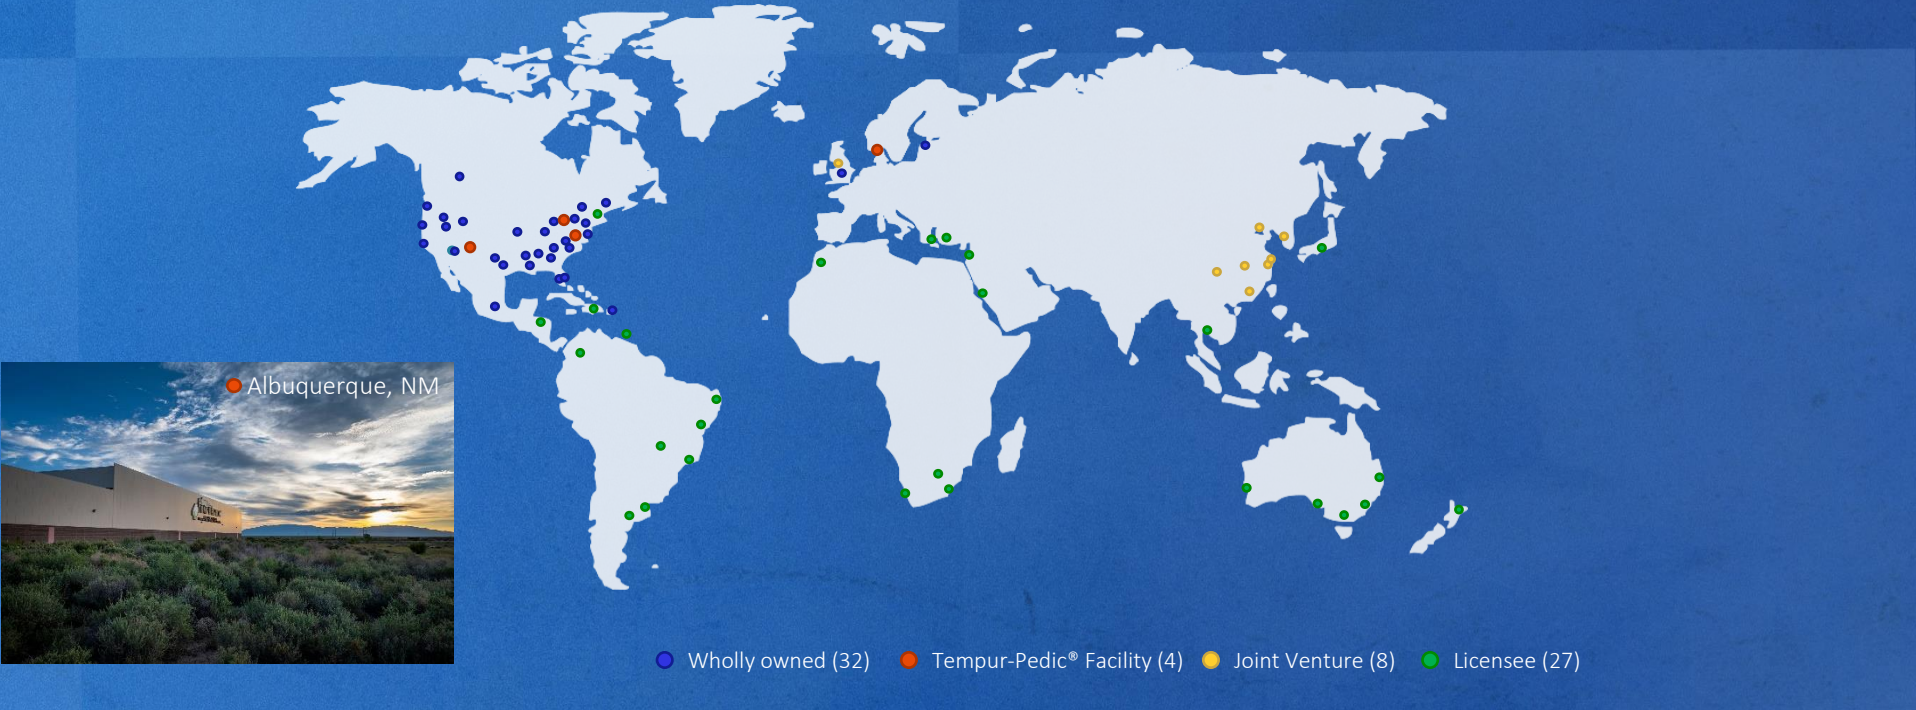 Albuquerque, NM
Wholly owned (32)
Tempur-Pedic® Facility (4)
Joint Venture (8)
Licensee (27)